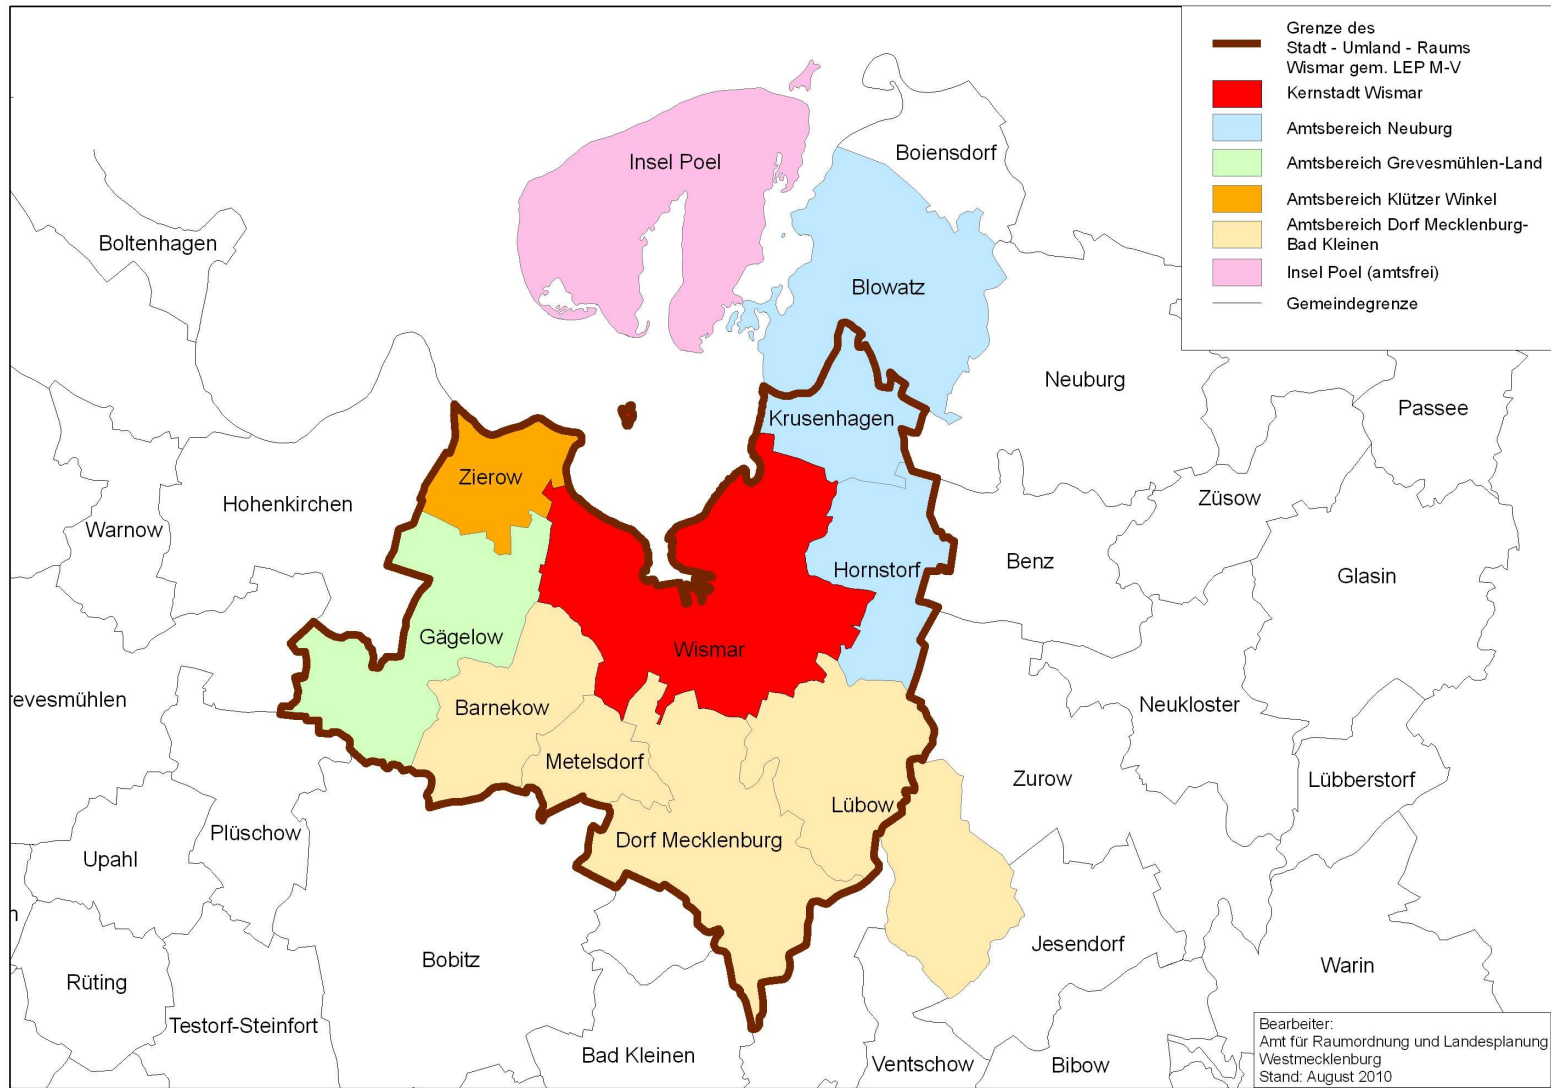 Grenze des
Stadt - Umland - Raums
Wismar gem. LEP M-V
Kernstadt Wismar
Amtsbereich Neuburg
Amtsbereich Grevesmühlen-Land
Amtsbereich Klützer Winkel
Amtsbereich Dorf Mecklenburg-
Bad Kleinen
Insel Poel (amtsfrei)
Gemeindegrenze
Insel Poel
Boiensdorf
Boltenhagen
Blowatz
Neuburg
Passee
Krusenhagen
Zierow
Hohenkirchen
Züsow
Warnow
Benz
Hornstorf
Glasin
Gägelow
Wismar
revesmühlen
Barnekow
Neukloster
Metelsdorf
Zurow
Lübberstorf
Lübow
Plüschow
Dorf Mecklenburg
Upahl
n
Jesendorf
Bobitz
Warin
Rüting
Testorf-Steinfort
Bad Kleinen
Ventschow
Bibow
Bearbeiter:
Amt für Raumordnung und Landesplanung
Westmecklenburg
Stand: August 2010